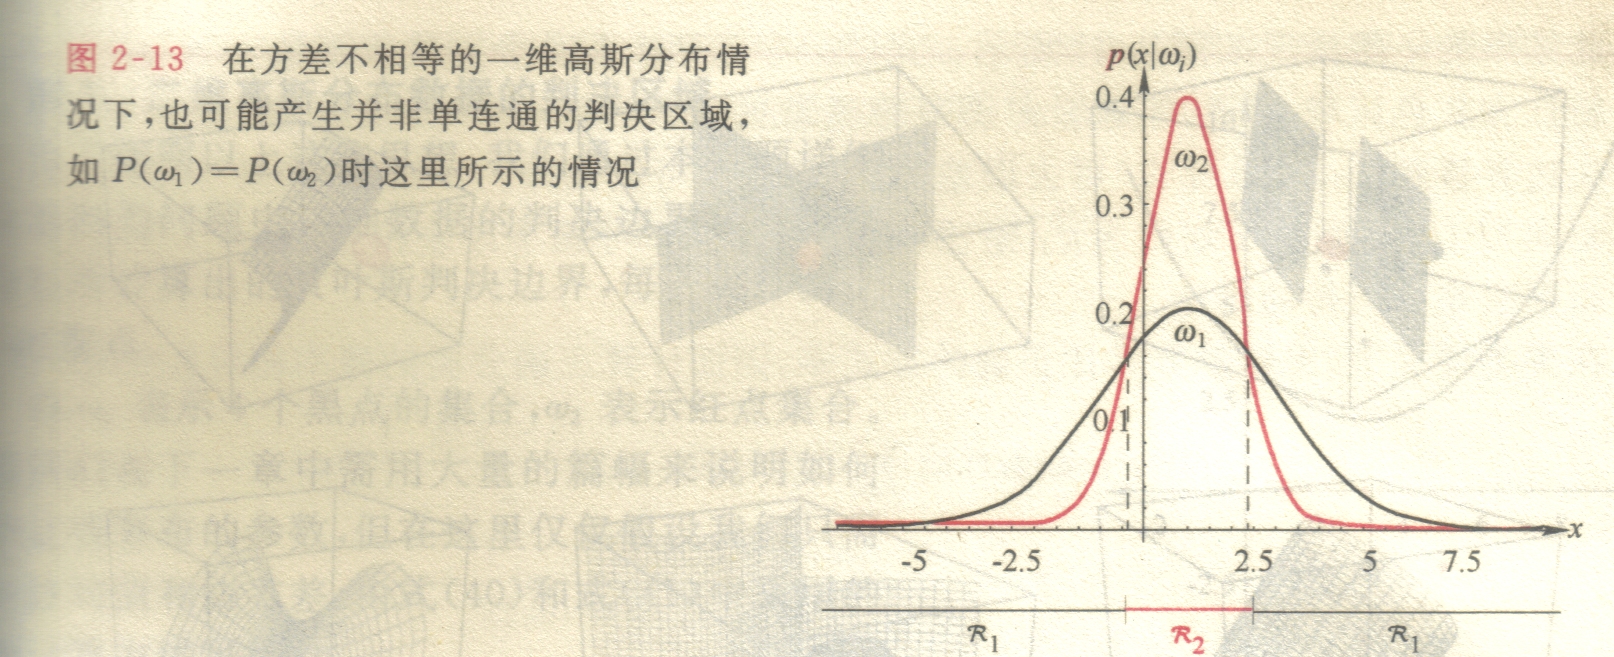 图 2-13 在方差不相等的一维高斯分布情
况下,也可能产生并非单连通的判决区域,
如 P(ω₁)=P(ω₂)时这里所示的情况
p(x|ωᵢ)
0.4
ω₂
0.3
0.2
ω₁
0.1
x
-5 -2.5 2.5 5 7.5
ℛ₁ ℛ₂ ℛ₁